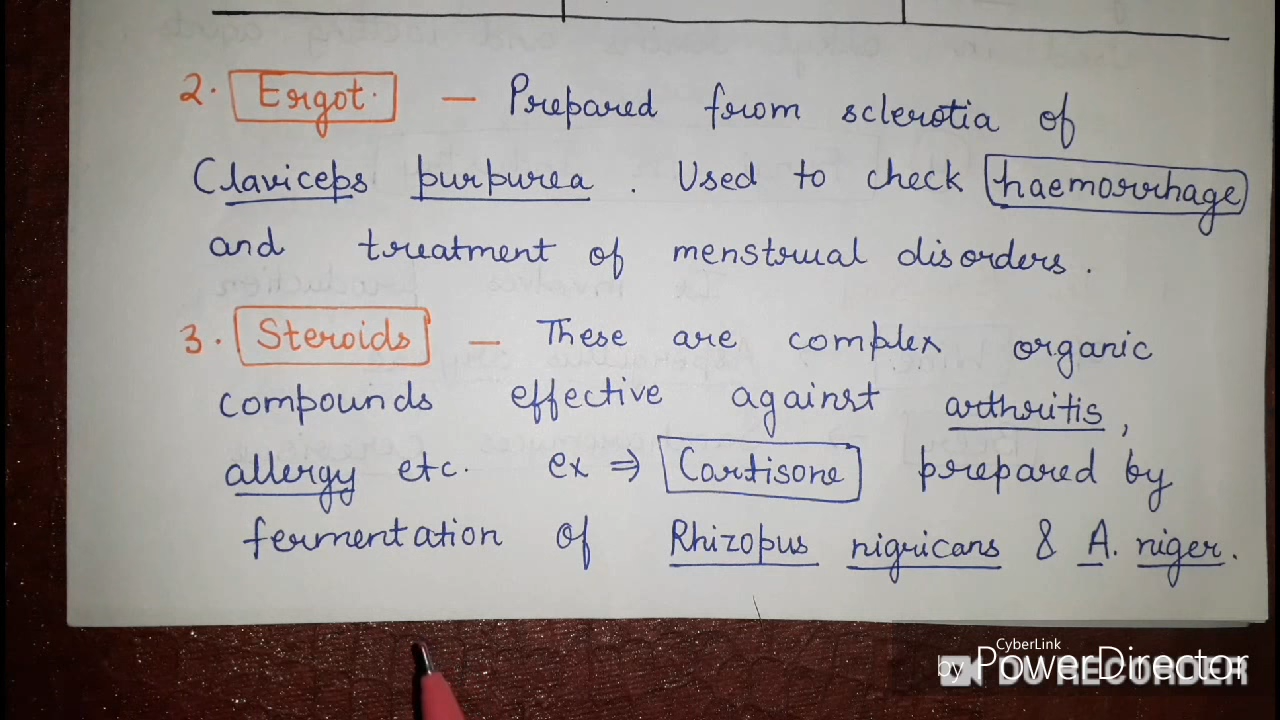 2. Ergot. — Prepared from sclerotia of
Claviceps purpurea. Used to check haemorrhage
and treatment of menstrual disorders.
3. Steroids — These are complex organic
compounds effective against arthritis,
allergy etc. ex ⇒ Cortisone prepared by
fermentation of Rhizopus nigricans & A. niger.
CyberLink
by PowerDirector
RECORDER